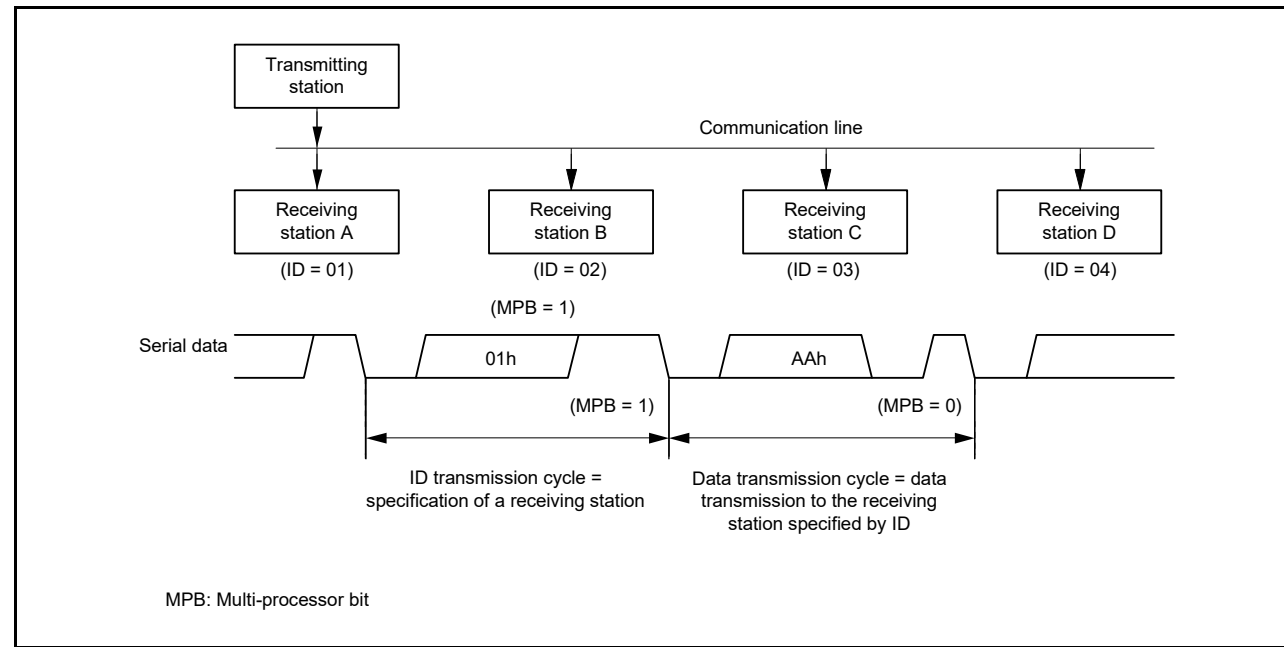 Transmitting
station
Communication line
Receiving
station A
Receiving
station B
Receiving
station C
Receiving
station D
(ID = 01)
(ID = 02)
(ID = 03)
(ID = 04)
(MPB = 1)
Serial data
01h
AAh
(MPB = 1)
(MPB = 0)
ID transmission cycle =
specification of a receiving station
Data transmission cycle = data
transmission to the receiving
station specified by ID
MPB: Multi-processor bit